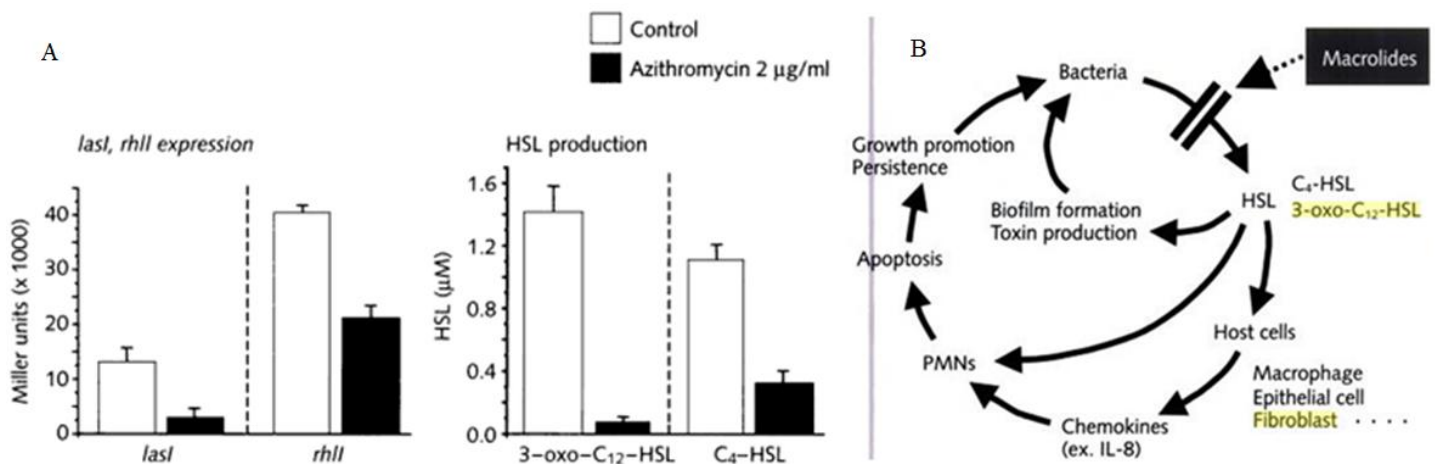 A
Control
Azithromycin 2 µg/ml
lasI, rhlI expression
Miller units (x 1000)
40
30
20
10
0
lasI
rhlI
HSL production
HSL (µM)
1.6
1.2
0.8
0.4
0.0
3-oxo-C₁₂-HSL
C₄-HSL
B
Macrolides
Bacteria
Growth promotion
Persistence
Biofilm formation
Toxin production
HSL
C₄-HSL
3-oxo-C₁₂-HSL
Apoptosis
Host cells
PMNs
Macrophage
Epithelial cell
Fibroblast . . . .
Chemokines
(ex. IL-8)